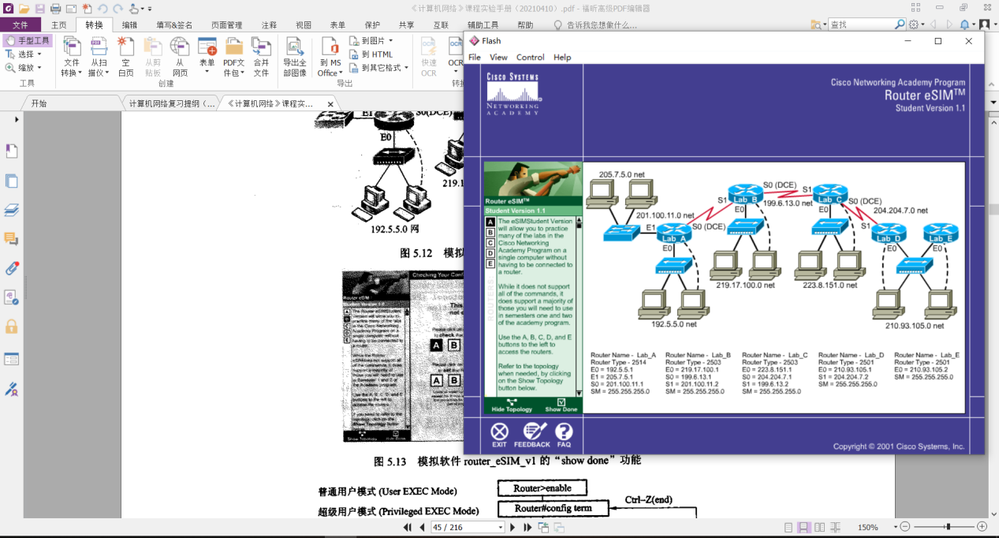 《计算机网络》课程实验手册（20210410）.pdf - 福昕高级PDF编辑器
文件 主页 转换 编辑 填写&签名 页面管理 注释 视图 表单 保护 共享 互联 辅助工具 帮助 告诉我您想做什么... 查找
手型工具
选择
缩放
工具
文件转换
从扫描仪
空白页
从剪贴板
从网页
表单
PDF文件包
合并文件
创建
导出全部图像
到 MS Office
到图片
到 HTML
到其它格式
导出
快速OCR
OCR
开始
计算机网络复习提纲（...
《计算机网络》课程实...
E1
S0(DCE)
E0
192.5.5.0 网
图 5.12
Router eSIM
Student Version 1.0
图 5.13 模拟软件 router_eSIM_v1 的“show done”功能
普通用户模式 (User EXEC Mode)
Router>enable
超级用户模式 (Privileged EXEC Mode)
Router#config term
Ctrl-Z(end)
45 / 216
150%
Flash
File View Control Help
CISCO SYSTEMS
NETWORKING
ACADEMY
Cisco Networking Academy Program
Router eSIM™
Student Version 1.1
Router eSIM™
Student Version 1.1
A
B
C
D
E
ROUTERS
The eSIMStudent Version
will allow you to practice
many of the labs in the
Cisco Networking
Academy Program on a
single computer without
having to be connected to
a router.
While it does not support
all of the commands, it
does support a majority of
those you will need to use
in semesters one and two
of the academy program.
Use the A, B, C, D, and E
buttons to the left to
access the routers.
Refer to the topology
when needed, by clicking
on the Show Topology
button below.
Hide Topology
Show Done
205.7.5.0 net
201.100.11.0 net
E1
Lab_A
S0 (DCE)
E0
192.5.5.0 net
S1
Lab_B
S0 (DCE)
E0
199.6.13.0 net
219.17.100.0 net
S1
Lab_C
S0 (DCE)
E0
204.204.7.0 net
223.8.151.0 net
S1
Lab_D
E0
Lab_E
E0
210.93.105.0 net
Router Name - Lab_A
Router Type - 2514
E0 = 192.5.5.1
E1 = 205.7.5.1
S0 = 201.100.11.1
SM = 255.255.255.0
Router Name - Lab_B
Router Type - 2503
E0 = 219.17.100.1
S0 = 199.6.13.1
S1 = 201.100.11.2
SM = 255.255.255.0
Router Name - Lab_C
Router Type - 2503
E0 = 223.8.151.1
S0 = 204.204.7.1
S1 = 199.6.13.2
SM = 255.255.255.0
Router Name - Lab_D
Router Type - 2501
E0 = 210.93.105.1
S1 = 204.204.7.2
SM = 255.255.255.0
Router Name - Lab_E
Router Type - 2501
E0 = 210.93.105.2
SM = 255.255.255.0
EXIT
FEEDBACK
FAQ
Copyright © 2001 Cisco Systems, Inc.